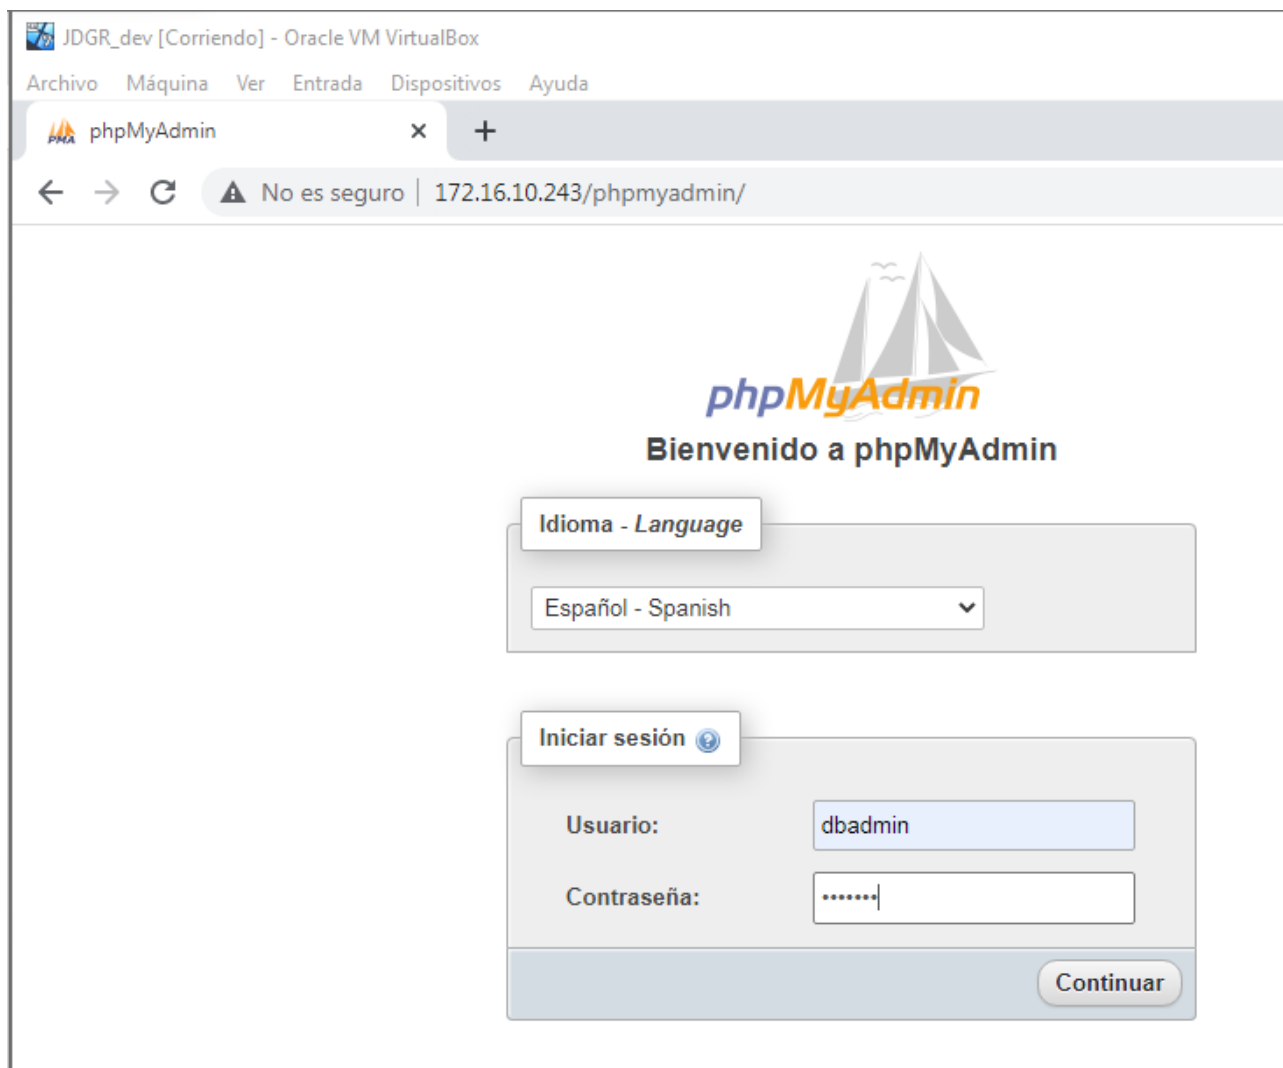 JDGR_dev [Corriendo] - Oracle VM VirtualBox
Archivo Máquina Ver Entrada Dispositivos Ayuda
PMA phpMyAdmin
No es seguro 172.16.10.243/phpmyadmin/
phpMyAdmin
Bienvenido a phpMyAdmin
Idioma - Language
Español - Spanish
Iniciar sesión
Usuario: dbadmin
Contraseña: •••••••
Continuar